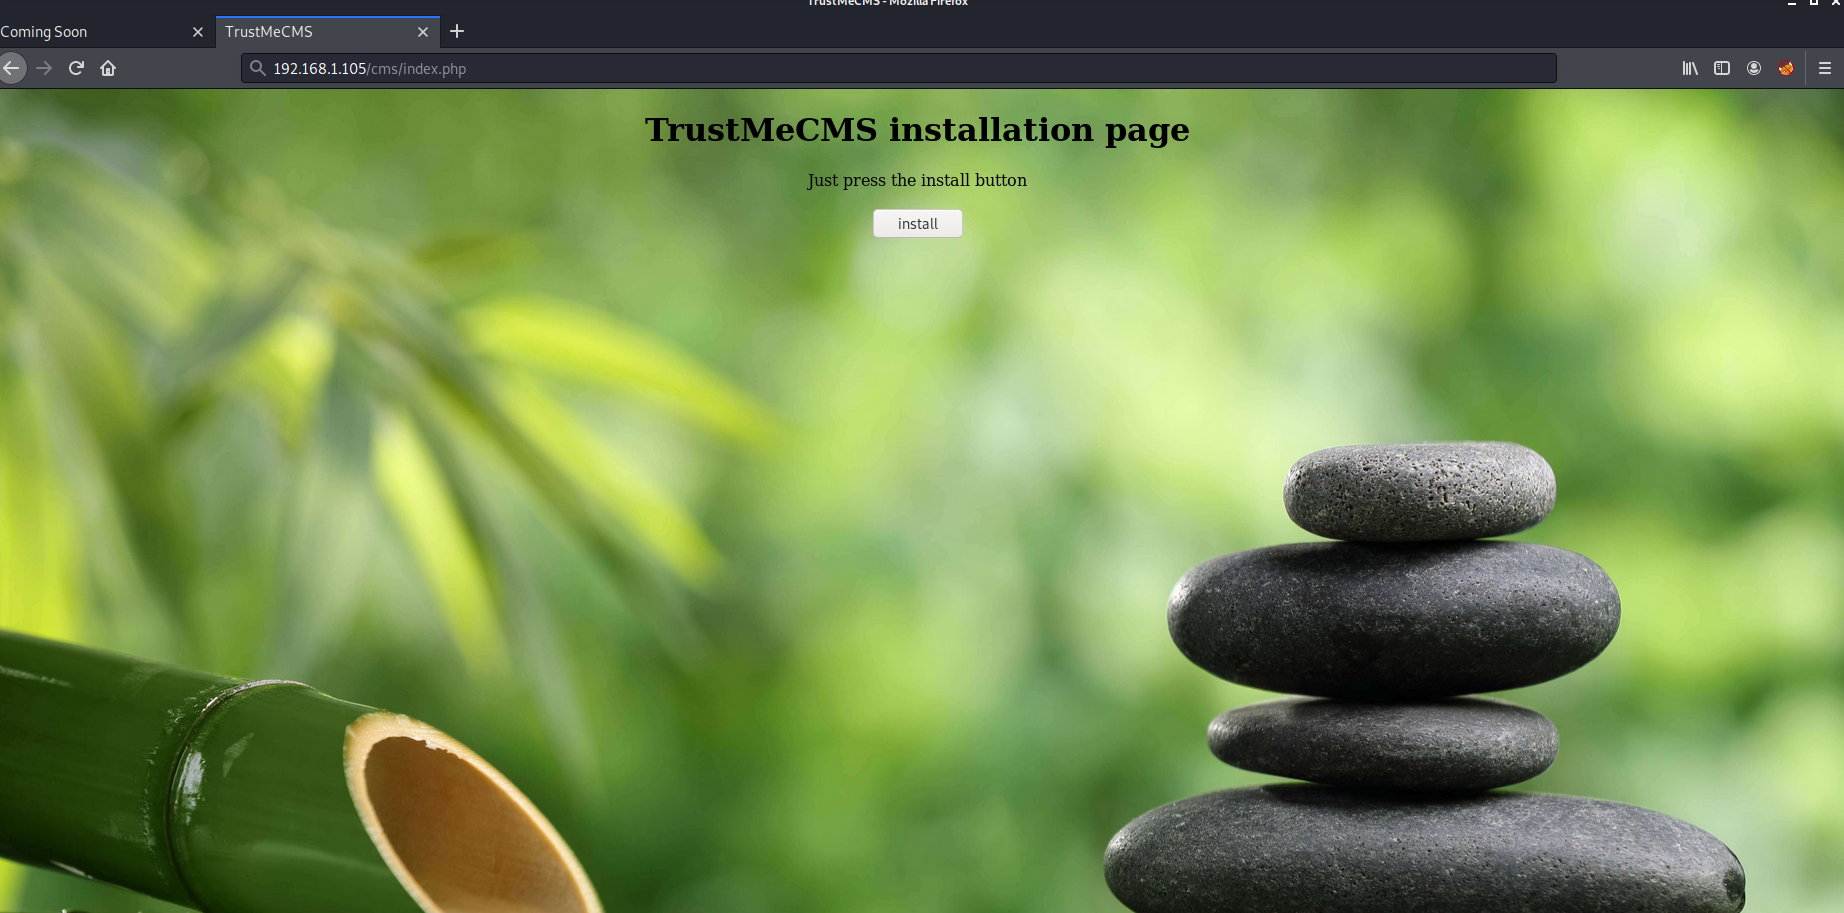 TrustMeCMS - Mozilla Firefox
Coming Soon
TrustMeCMS
192.168.1.105/cms/index.php
TrustMeCMS installation page
Just press the install button
install